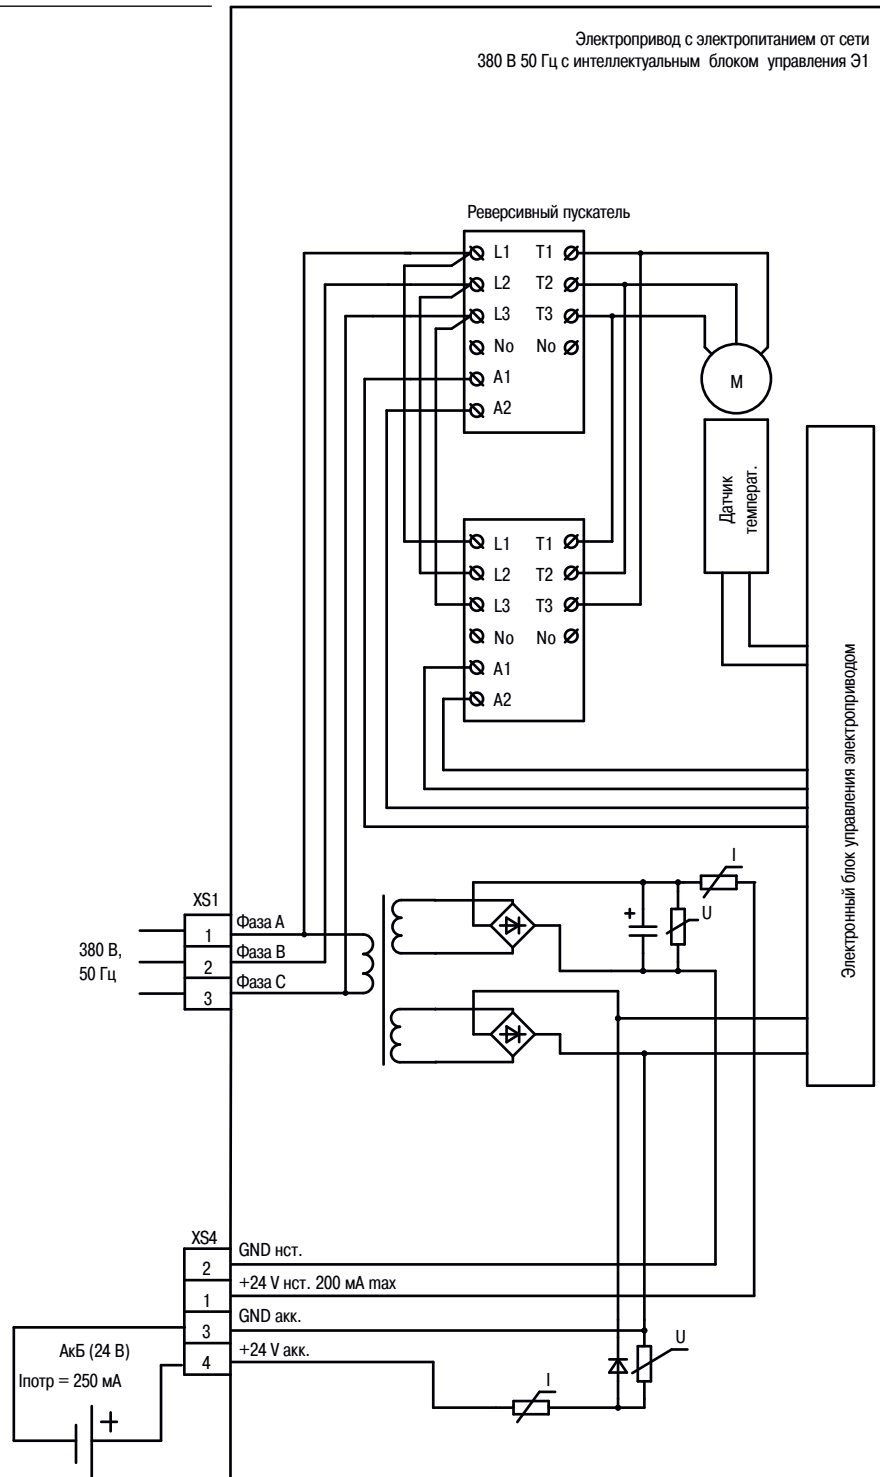 Электропривод с электропитанием от сети
380 В 50 Гц с интеллектуальным блоком управления Э1
Реверсивный пускатель
L1 T1
L2 T2
L3 T3
No No
A1
A2
M
Датчик
температ.
L1 T1
L2 T2
L3 T3
No No
A1
A2
Электронный блок управления электроприводом
I
U
+
XS1
1 Фаза А
2 Фаза В
3 Фаза С
380 В,
50 Гц
XS4
2 GND нст.
1 +24 V нст. 200 мА max
3 GND акк.
4 +24 V акк.
АкБ (24 В)
Iпотр = 250 мА
+
I
U